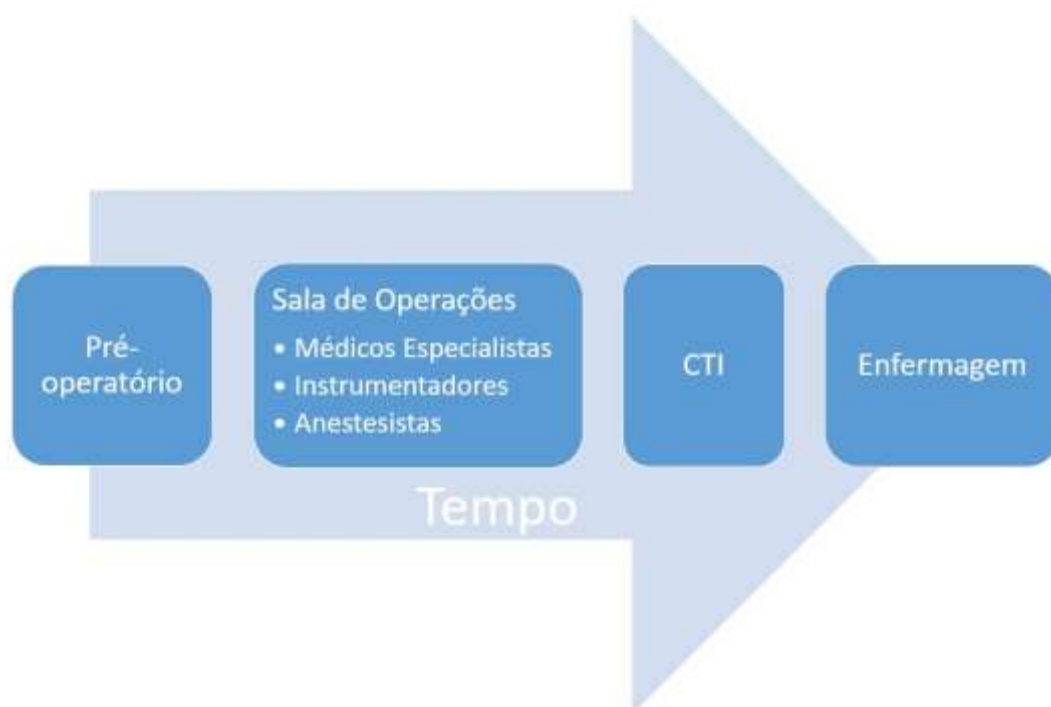 Pré-
operatório
Sala de Operações
• Médicos Especialistas
• Instrumentadores
• Anestesistas
CTI
Enfermagem
Tempo